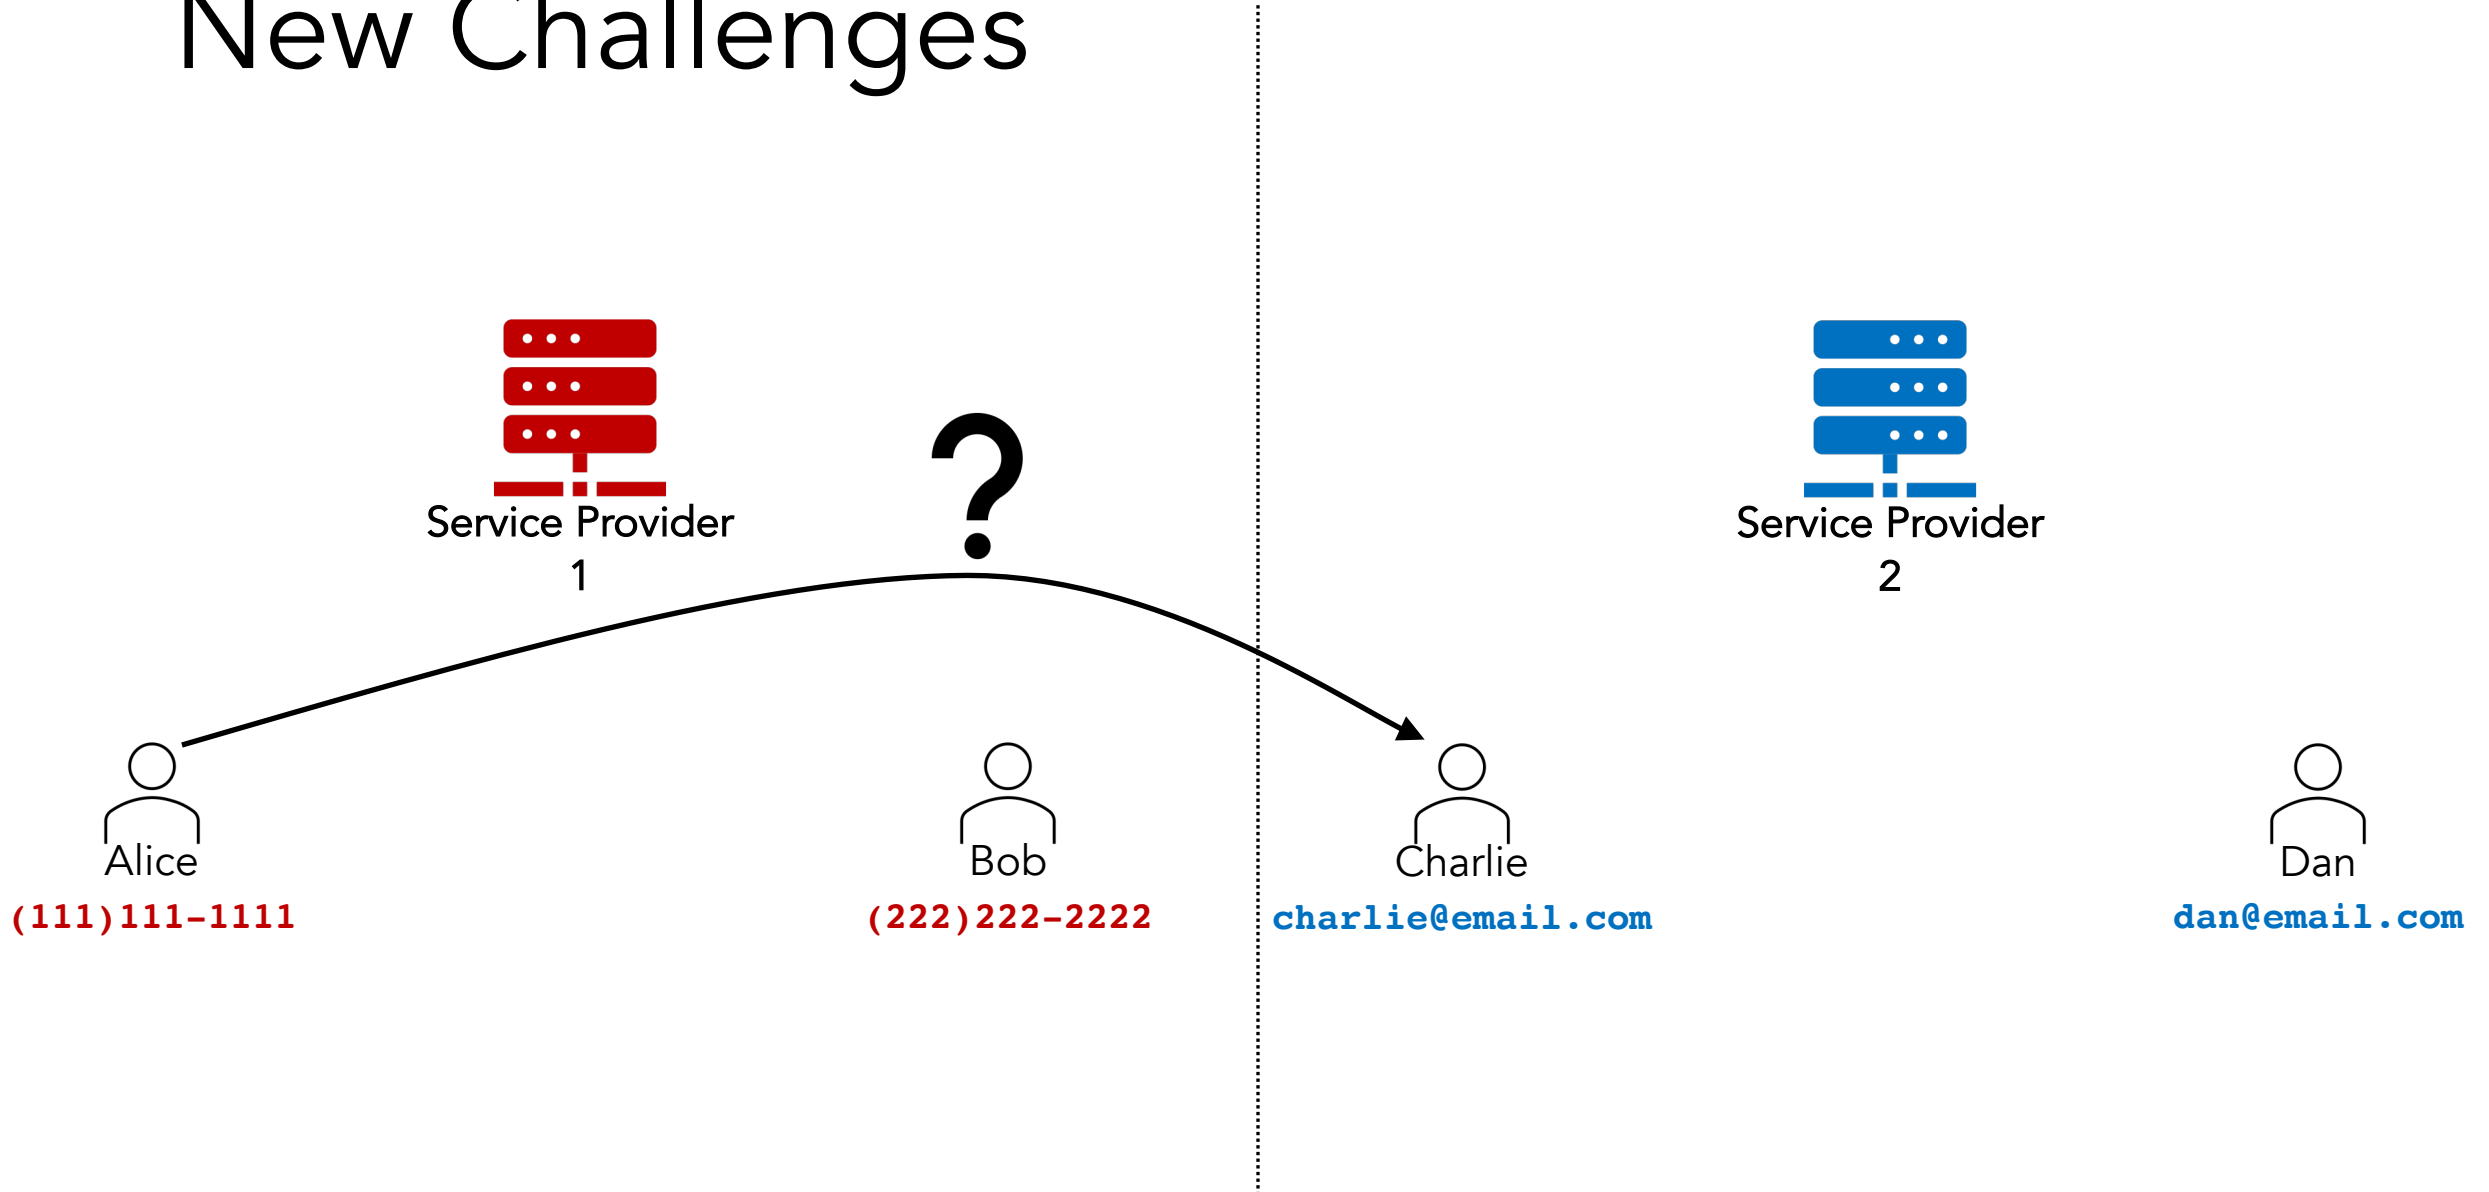 New Challenges
Service Provider
1
Service Provider
2
?
Alice
(111)111-1111
Bob
(222)222-2222
Charlie
charlie@email.com
Dan
dan@email.com